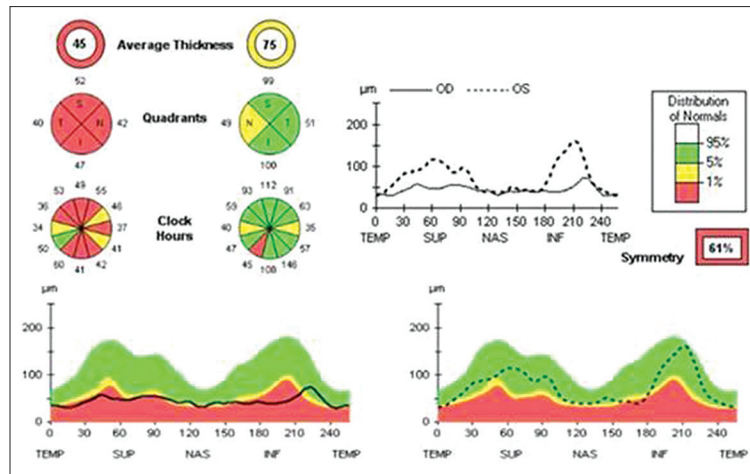 45 Average Thickness 75
52 99
S S
40 T N 42 Quadrants 49 N T 51
I I
47 100
49 112
53 55 93 91
36 46 59 63
34 37 Clock 40 35
50 41 Hours 47 57
60 42 45 146
41 108
µm OD OS
200
100
0
0 30 60 90 120 150 180 210 240
TEMP SUP NAS INF TEMP
Distribution
of Normals
95%
5%
1%
Symmetry 61%
µm
200
100
0
0 30 60 90 120 150 180 210 240
TEMP SUP NAS INF TEMP
µm
200
100
0
0 30 60 90 120 150 180 210 240
TEMP SUP NAS INF TEMP